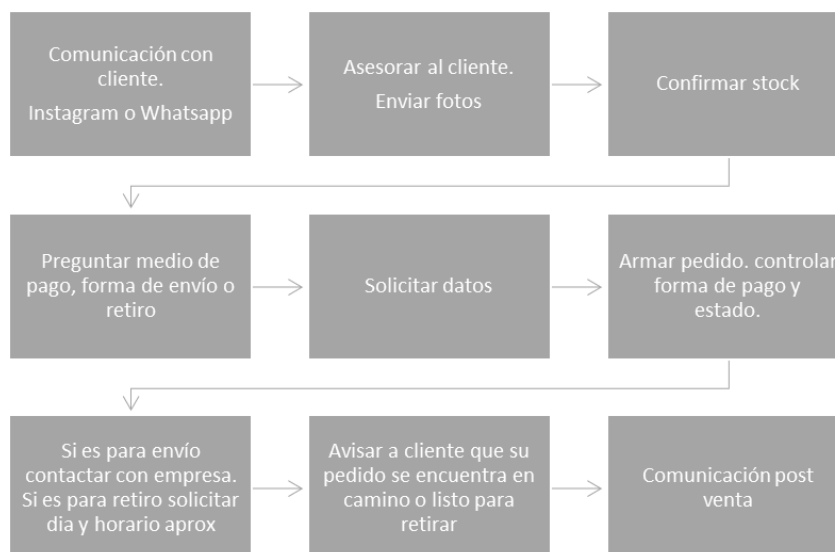 Comunicación con
cliente.
Instagram o Whatsapp
Asesorar al cliente.
Enviar fotos
Confirmar stock
Preguntar medio de
pago, forma de envío o
retiro
Solicitar datos
Armar pedido. controlar
forma de pago y
estado.
Si es para envío
contactar con empresa.
Si es para retiro solicitar
dia y horario aprox
Avisar a cliente que su
pedido se encuentra en
camino o listo para
retirar
Comunicación post
venta